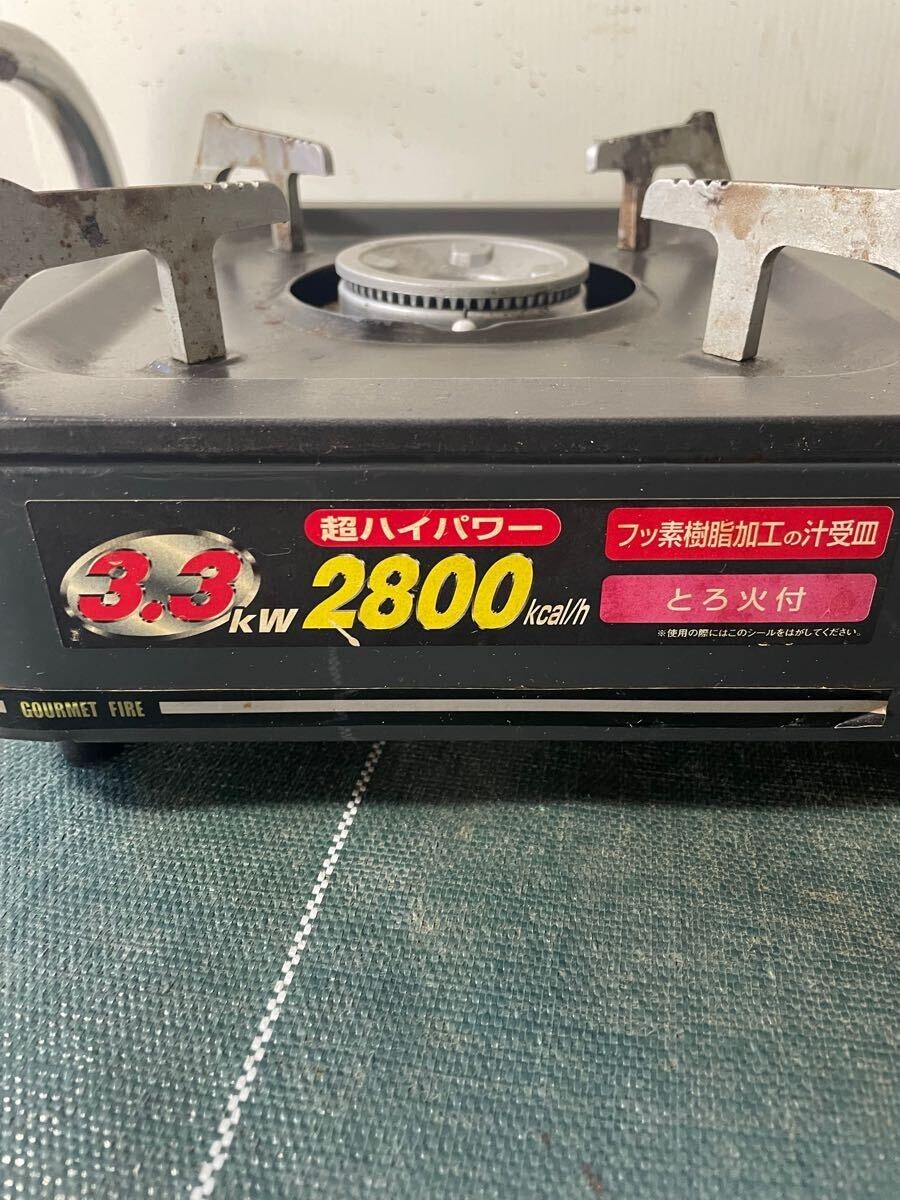 超ハイパワー
3.3kW 2800kcal/h
フッ素樹脂加工の汁受皿
とろ火付
※使用の際にはこのシールをはがしてください。
GOURMET FIRE